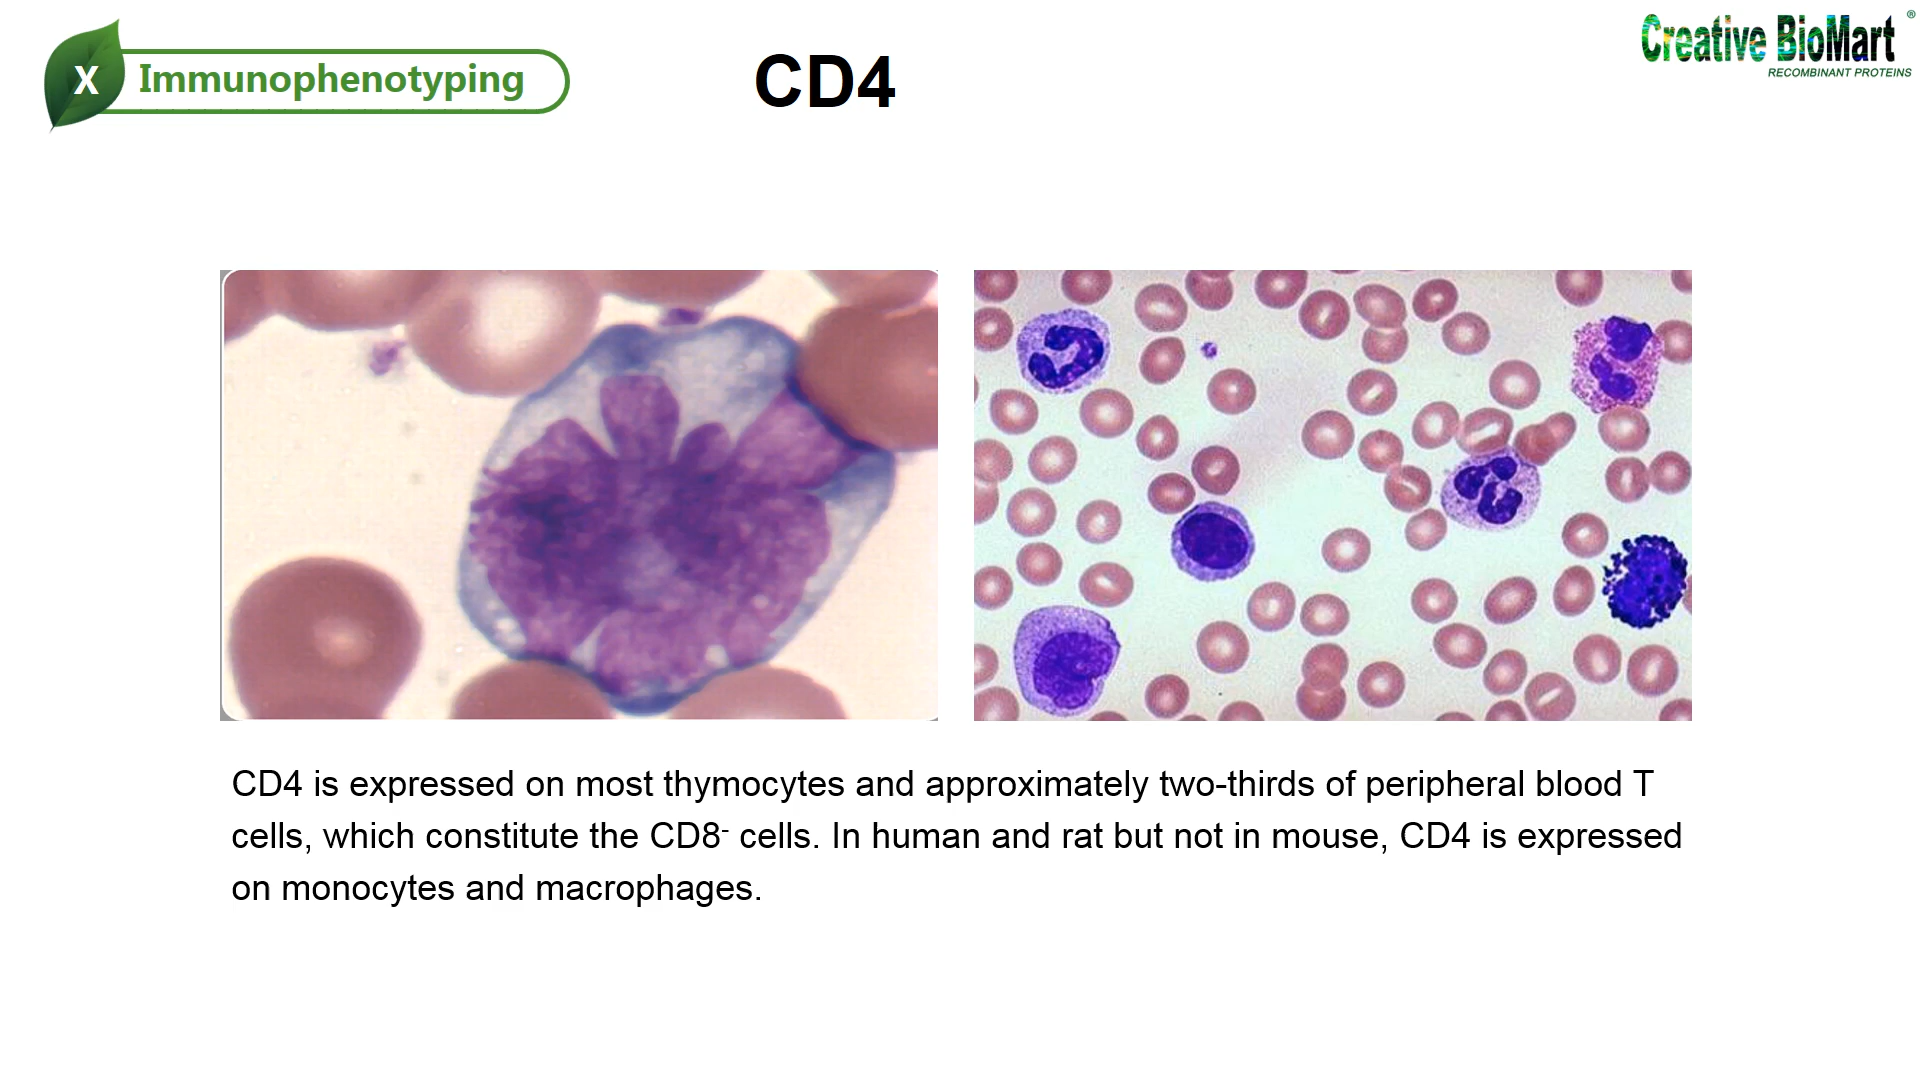 X
Immunophenotyping
CD4
Creative BioMart ®
RECOMBINANT PROTEINS
CD4 is expressed on most thymocytes and approximately two-thirds of peripheral blood T
cells, which constitute the CD8⁻ cells. In human and rat but not in mouse, CD4 is expressed
on monocytes and macrophages.